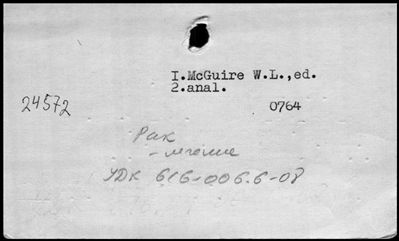 I.McGuire W.L.,ed.
2.anal.
0764
24572
Рак
- лечение
УДК 616-006.6-08